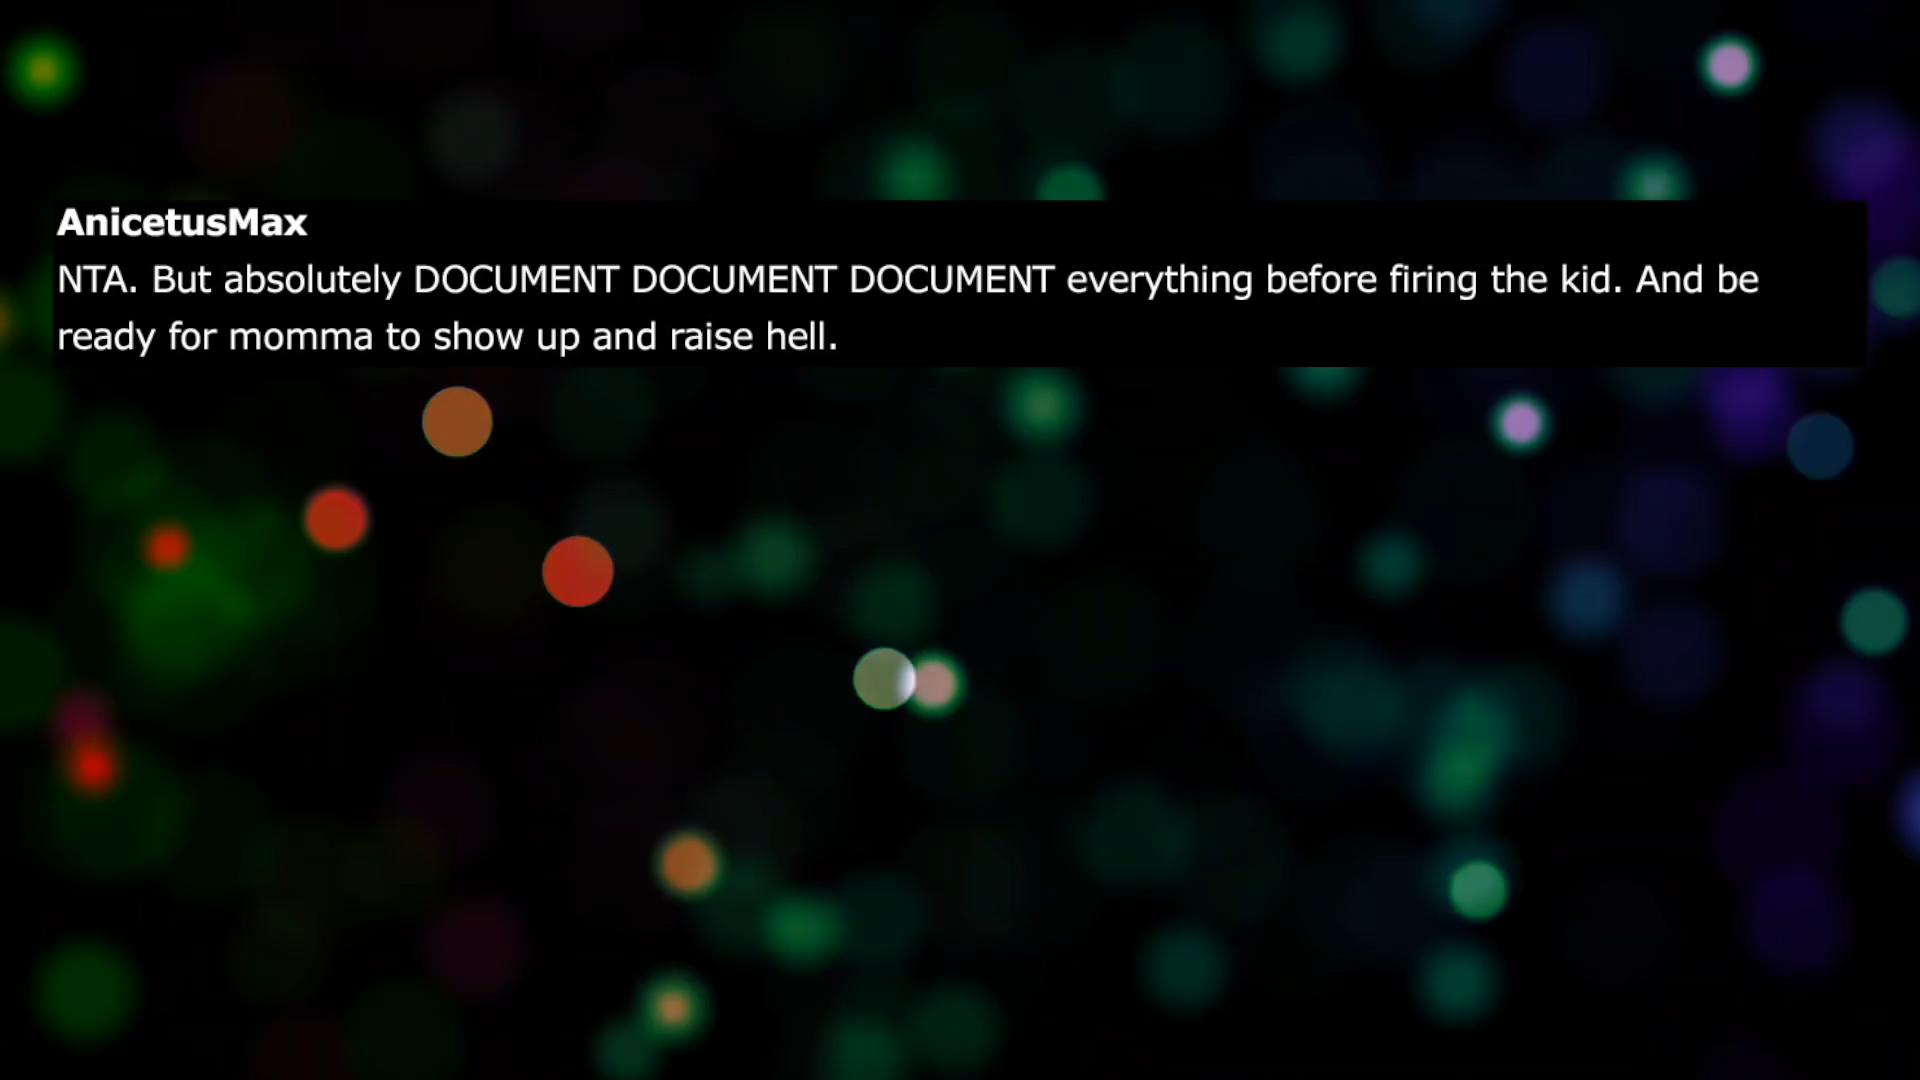 AnicetusMax
NTA. But absolutely DOCUMENT DOCUMENT DOCUMENT everything before firing the kid. And be
ready for momma to show up and raise hell.